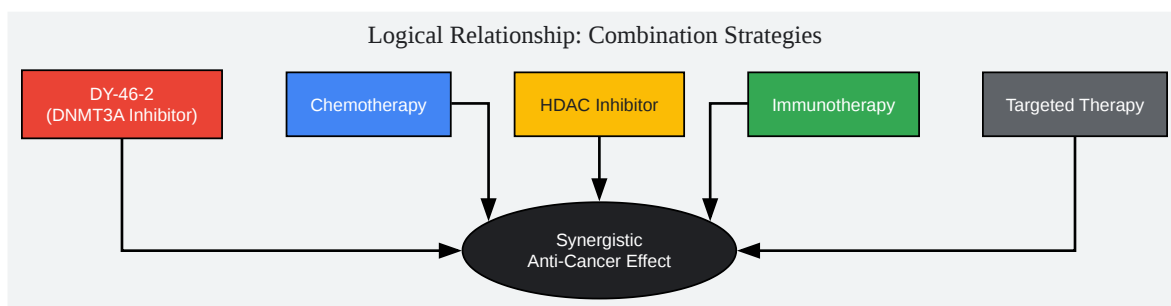 Logical Relationship: Combination Strategies
DY-46-2
(DNMT3A Inhibitor)
Chemotherapy
HDAC Inhibitor
Immunotherapy
Targeted Therapy
Synergistic
Anti-Cancer Effect